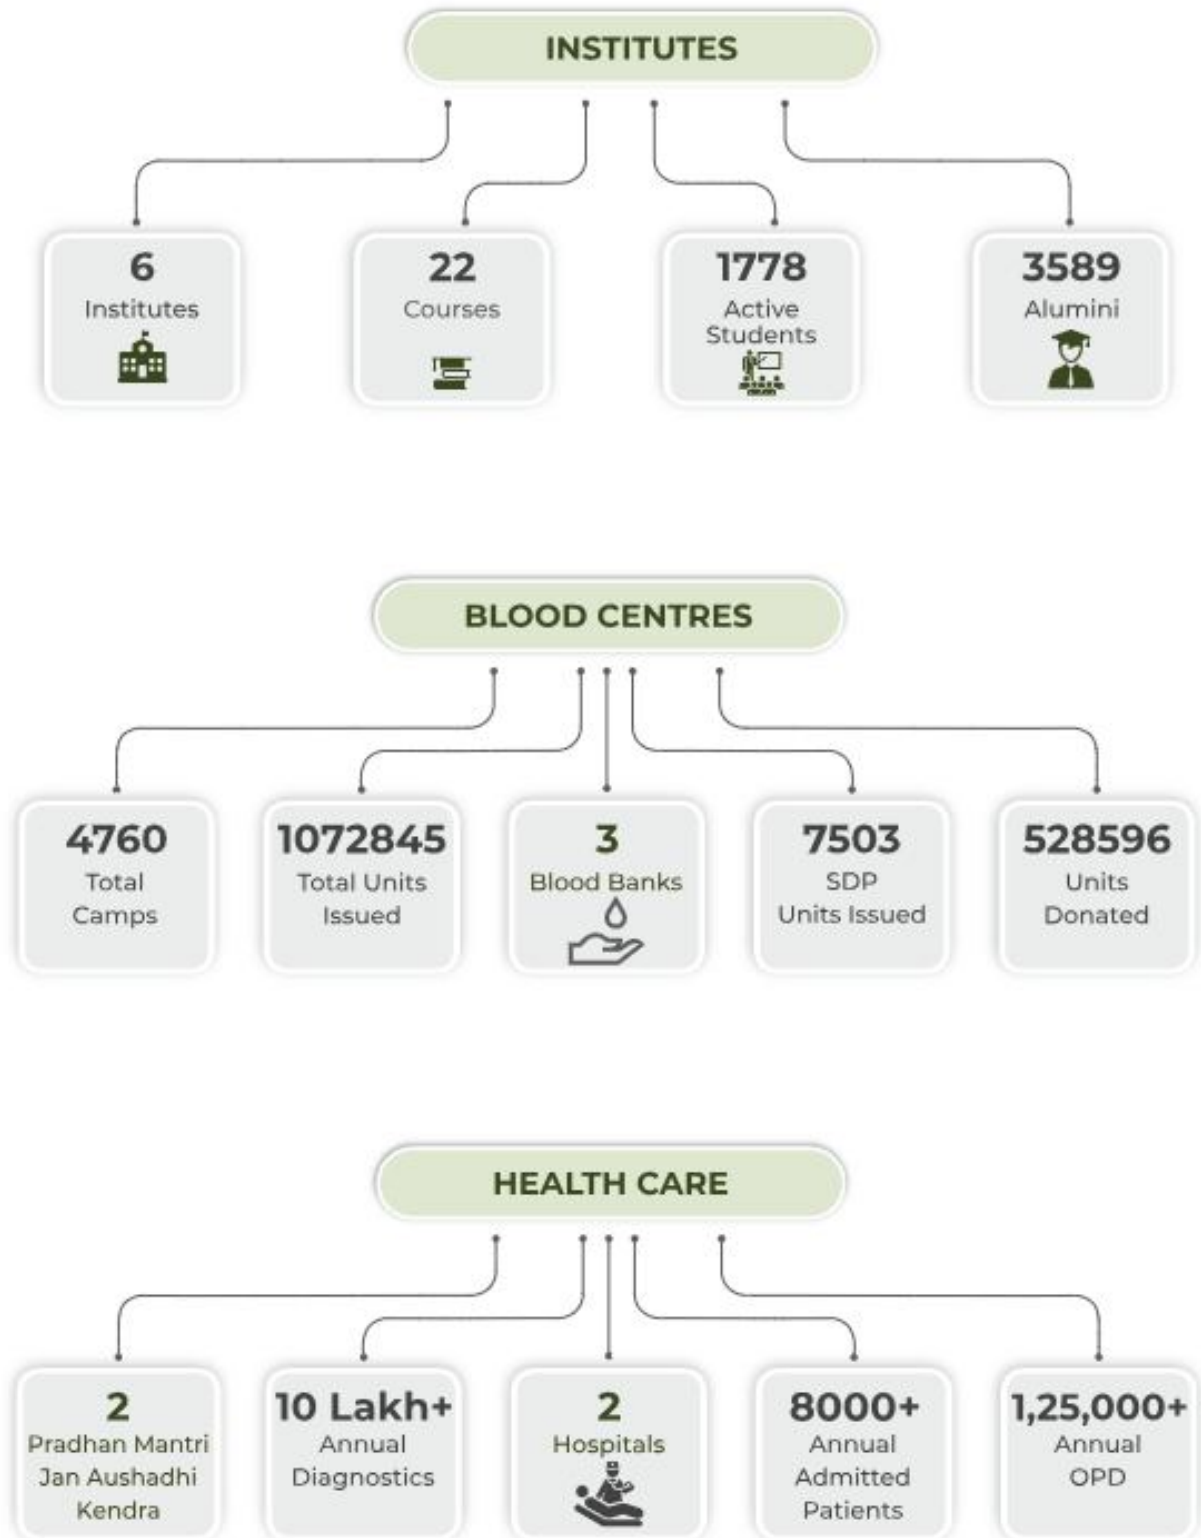 INSTITUTES
6
Institutes
22
Courses
1778
Active
Students
3589
Alumini
BLOOD CENTRES
4760
Total
Camps
1072845
Total Units
Issued
3
Blood Banks
7503
SDP
Units Issued
528596
Units
Donated
HEALTH CARE
2
Pradhan Mantri
Jan Aushadhi
Kendra
10 Lakh+
Annual
Diagnostics
2
Hospitals
8000+
Annual
Admitted
Patients
1,25,000+
Annual
OPD